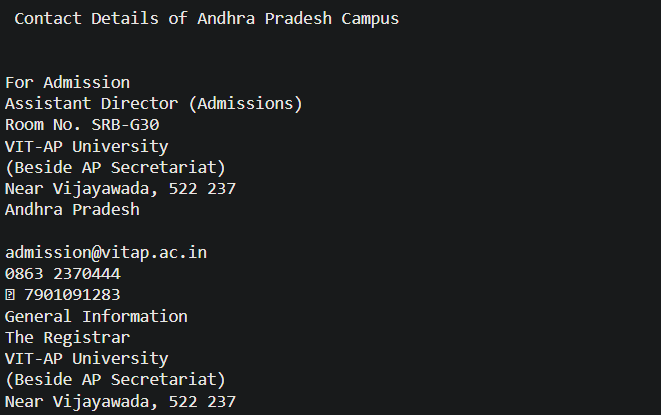 Contact Details of Andhra Pradesh Campus
For Admission
Assistant Director (Admissions)
Room No. SRB-G30
VIT-AP University
(Beside AP Secretariat)
Near Vijayawada, 522 237
Andhra Pradesh
admission@vitap.ac.in
0863 2370444
7901091283
General Information
The Registrar
VIT-AP University
(Beside AP Secretariat)
Near Vijayawada, 522 237